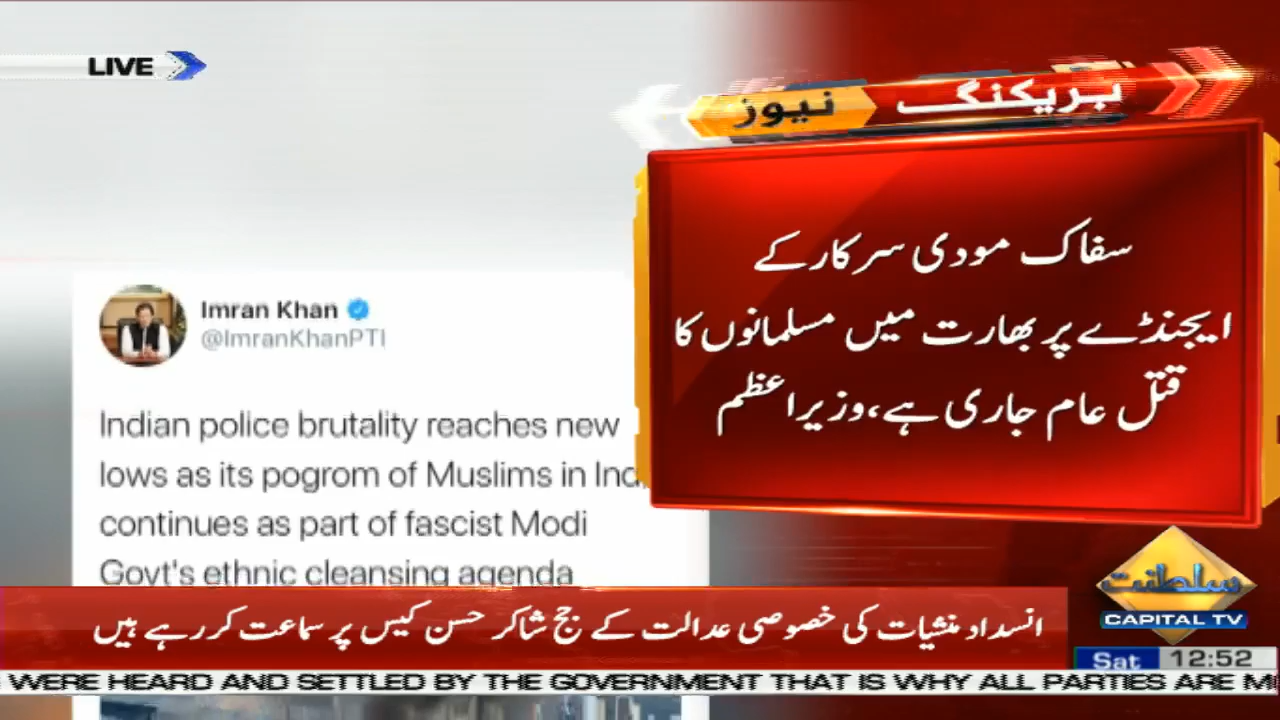 LIVE
بریکنگ نیوز
سفاک مودی سرکار کے
ایجنڈے پر بھارت میں مسلمانوں کا
قتل عام جاری ہے، وزیراعظم
Imran Khan
@ImranKhanPTI
Indian police brutality reaches new
lows as its pogrom of Muslims in
continues as part of fascist Modi
Govt's ethnic cleansing agenda
انسداد منشیات کی خصوصی عدالت کے جج شاکر حسن کیس پر سماعت کر رہے ہیں
سلطنت
CAPITAL TV
Sat 12:52
WERE HEARD AND SETTLED BY THE GOVERNMENT THAT IS WHY ALL PARTIES ARE